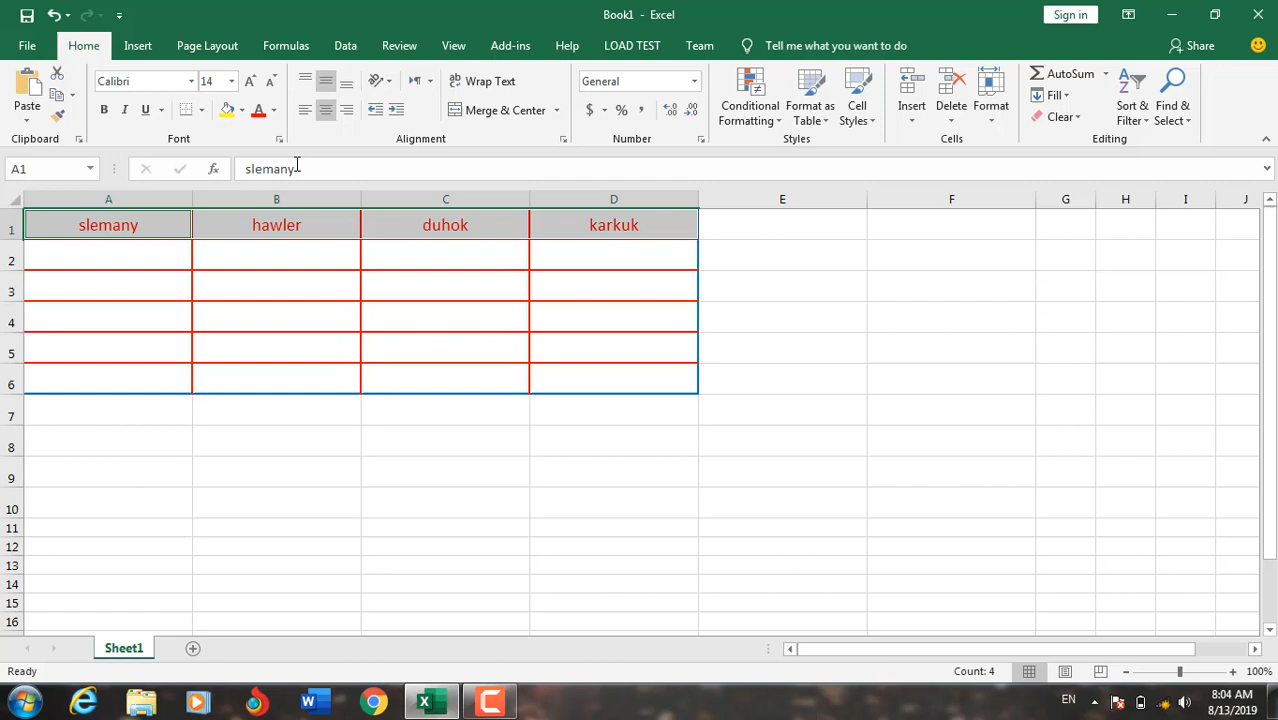 Book1 - Excel
Sign in
File Home Insert Page Layout Formulas Data Review View Add-ins Help LOAD TEST Team Tell me what you want to do Share
Paste
Calibri 14
B I U A
Wrap Text
Merge & Center
General
$ % ,
Conditional Formatting
Format as Table
Cell Styles
Insert
Delete
Format
AutoSum
Fill
Clear
Sort & Filter
Find & Select
Clipboard Font Alignment Number Styles Cells Editing
A1 fx slemany
A B C D E F G H I J
1 slemany hawler duhok karkuk
2
3
4
5
6
7
8
9
10
11
12
13
14
15
16
Sheet1
Ready Count: 4 100%
EN 8:04 AM
8/13/2019